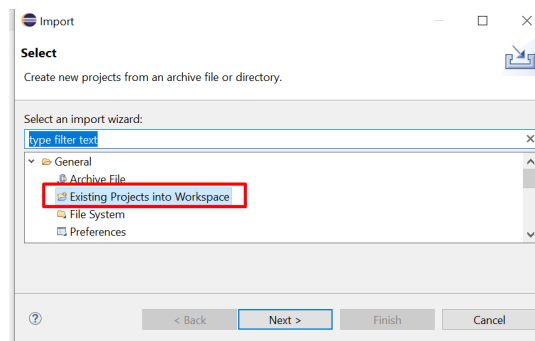 Import
Select
Create new projects from an archive file or directory.
Select an import wizard:
type filter text
General
Archive File
Existing Projects into Workspace
File System
Preferences
?
< Back Next > Finish Cancel